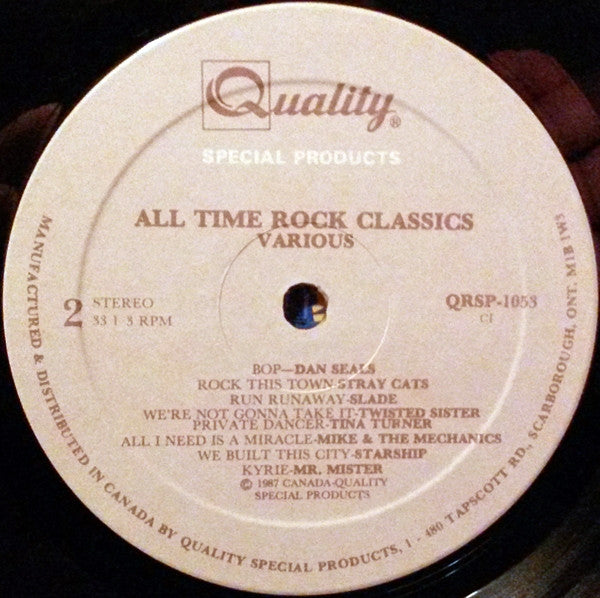 Quality®
SPECIAL PRODUCTS
ALL TIME ROCK CLASSICS
VARIOUS
2 STEREO
33 1 3 RPM
QRSP-1053
CI
BOP—DAN SEALS
ROCK THIS TOWN-STRAY CATS
RUN RUNAWAY-SLADE
WE'RE NOT GONNA TAKE IT-TWISTED SISTER
PRIVATE DANCER-TINA TURNER
ALL I NEED IS A MIRACLE-MIKE & THE MECHANICS
WE BUILT THIS CITY-STARSHIP
KYRIE-MR. MISTER
© 1987 CANADA-QUALITY
SPECIAL PRODUCTS
MANUFACTURED & DISTRIBUTED IN CANADA BY QUALITY SPECIAL PRODUCTS, 1 - 480 TAPSCOTT RD., SCARBOROUGH, ONT. M1B 1W3